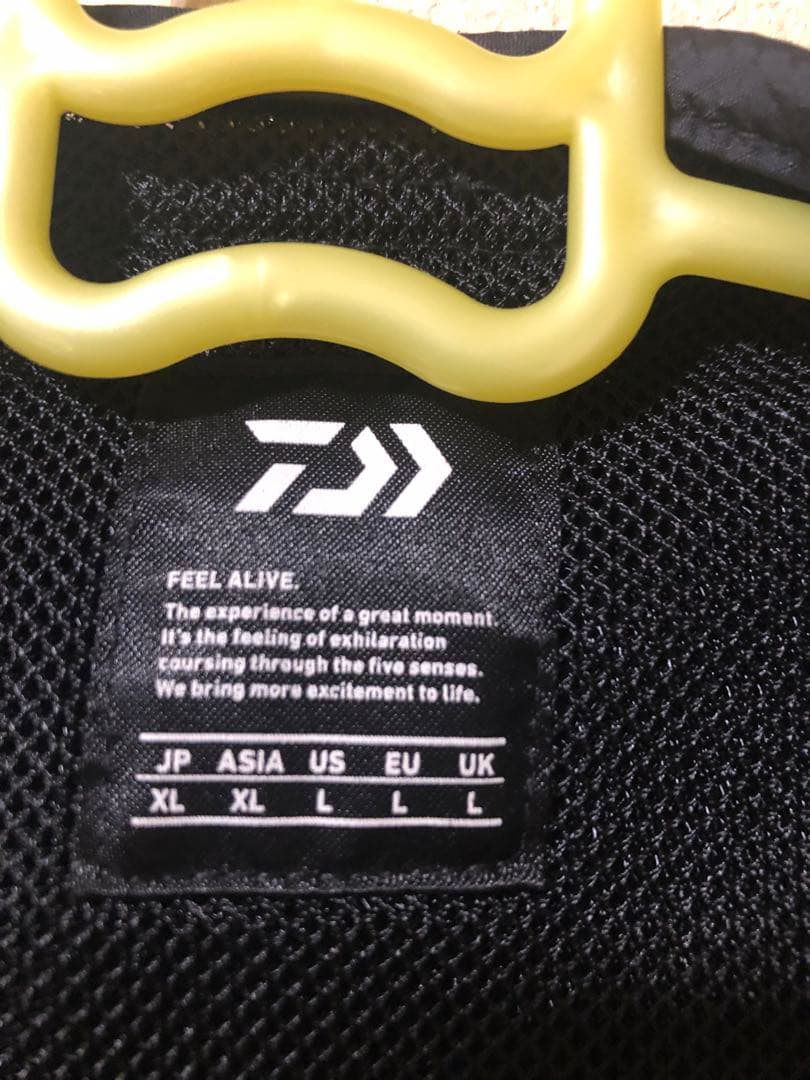 FEEL ALIVE.
The experience of a great moment.
It's the feeling of exhilaration
coursing through the five senses.
We bring more excitement to life.
JP ASIA US EU UK
XL XL L L L